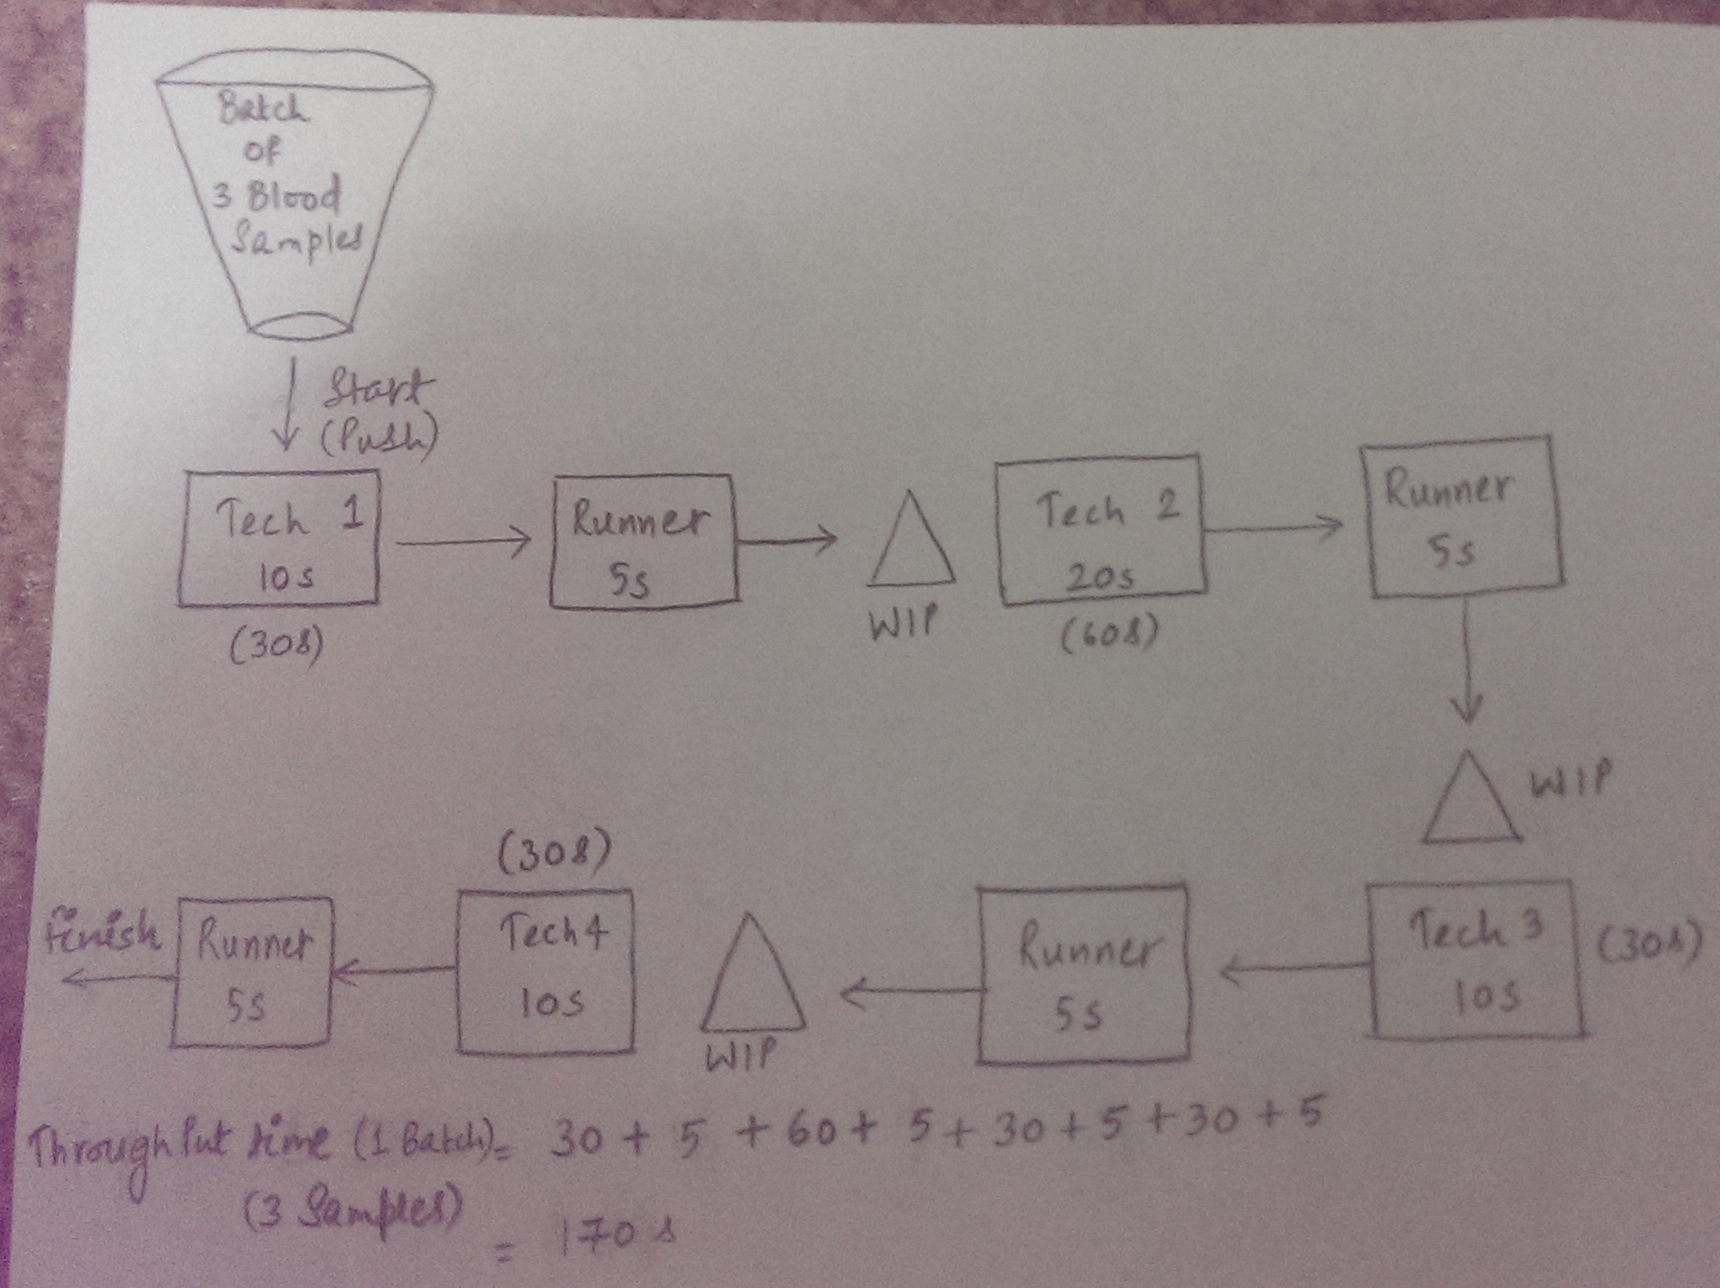 Batch
of
3 Blood
Samples
Start
(Push)
Tech 1
10s
(30s)
Runner
5s
WIP
Tech 2
20s
(60s)
Runner
5s
WIP
Tech 3
10s
(30s)
Runner
5s
WIP
(30s)
Tech 4
10s
Runner
5s
Finish
Through Put time (1 Batch) = 30 + 5 + 60 + 5 + 30 + 5 + 30 + 5
(3 Samples)
= 170 s